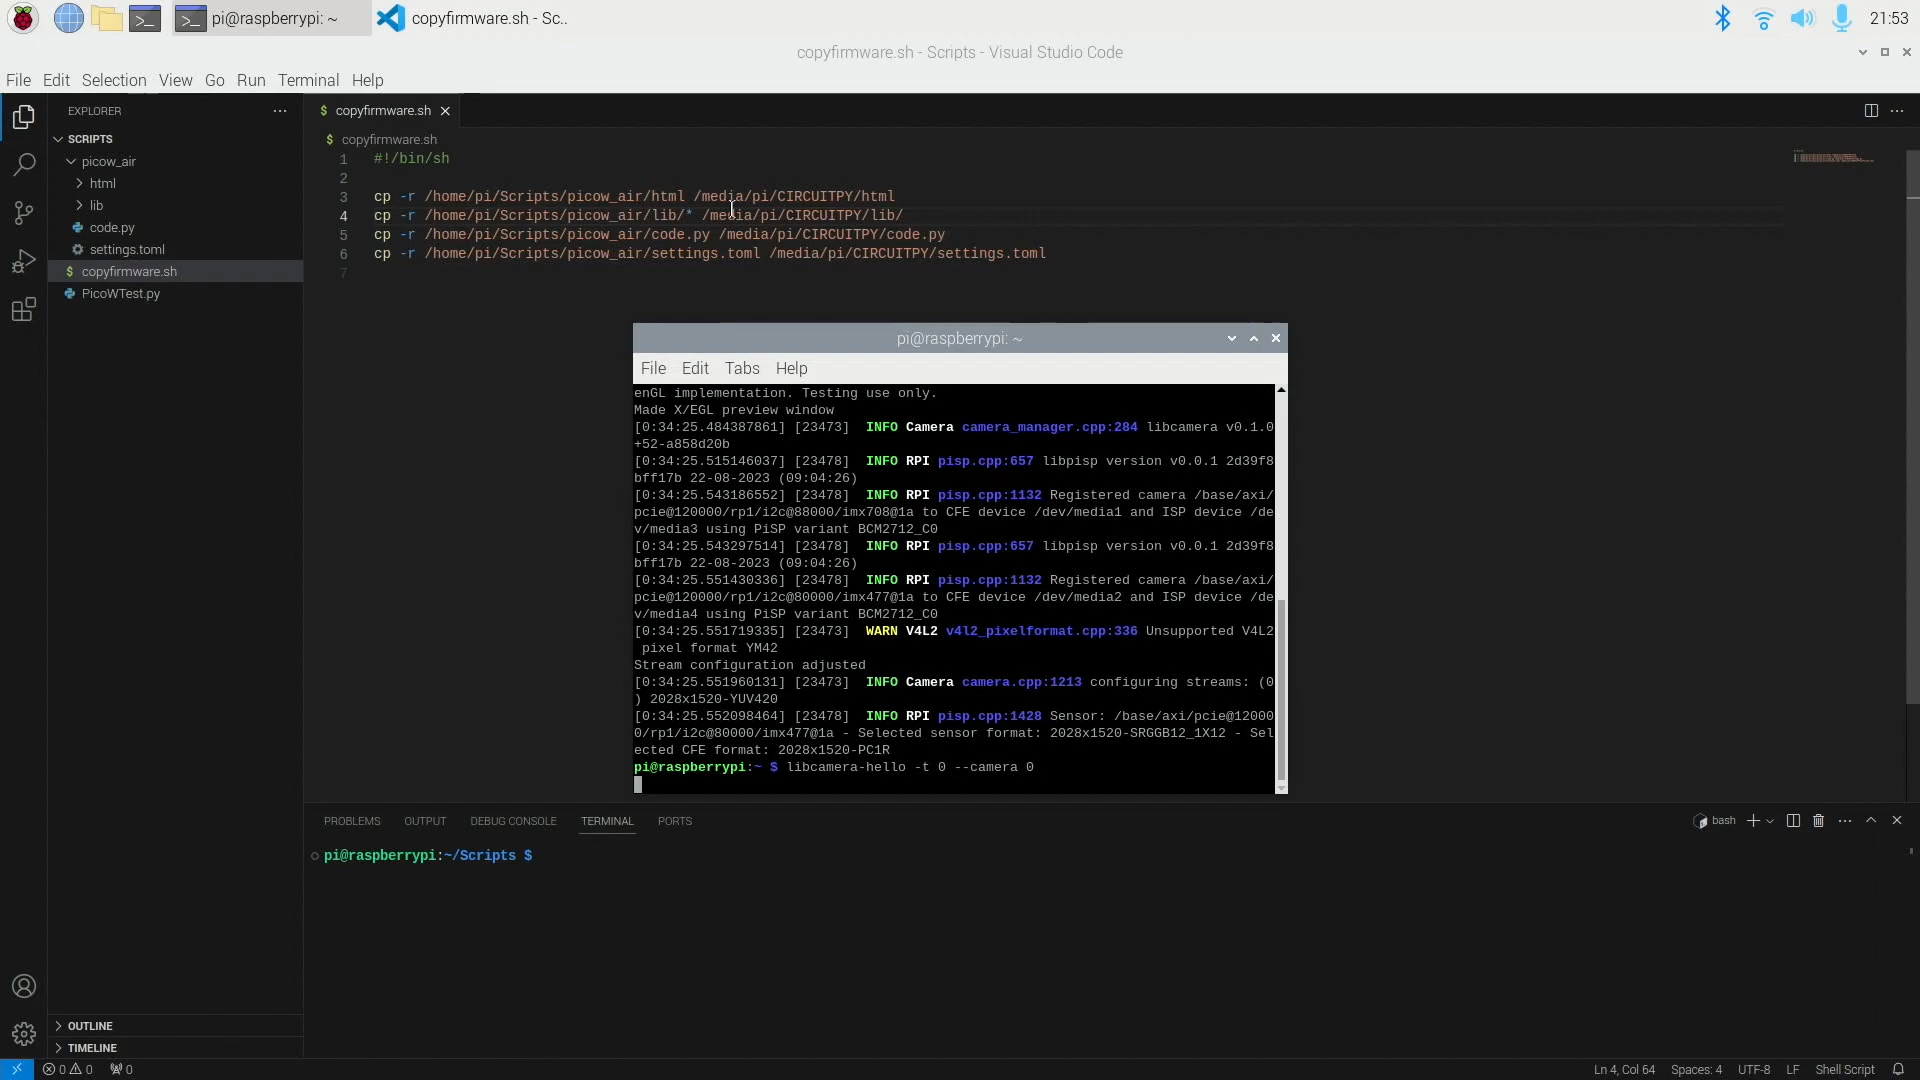 pi@raspberrypi: ~
copyfirmware.sh - Sc..
21:53
copyfirmware.sh - Scripts - Visual Studio Code
File Edit Selection View Go Run Terminal Help
EXPLORER
SCRIPTS
picow_air
html
lib
code.py
settings.toml
copyfirmware.sh
PicoWTest.py
OUTLINE
TIMELINE
$ copyfirmware.sh
$ copyfirmware.sh
1 #!/bin/sh
2
3 cp -r /home/pi/Scripts/picow_air/html /media/pi/CIRCUITPY/html
4 cp -r /home/pi/Scripts/picow_air/lib/* /media/pi/CIRCUITPY/lib/
5 cp -r /home/pi/Scripts/picow_air/code.py /media/pi/CIRCUITPY/code.py
6 cp -r /home/pi/Scripts/picow_air/settings.toml /media/pi/CIRCUITPY/settings.toml
7
pi@raspberrypi: ~
File Edit Tabs Help
enGL implementation. Testing use only.
Made X/EGL preview window
[0:34:25.484387861] [23473] INFO Camera camera_manager.cpp:284 libcamera v0.1.0
+52-a858d20b
[0:34:25.515146037] [23478] INFO RPI pisp.cpp:657 libpisp version v0.0.1 2d39f8
bff17b 22-08-2023 (09:04:26)
[0:34:25.543186552] [23478] INFO RPI pisp.cpp:1132 Registered camera /base/axi/
pcie@120000/rp1/i2c@88000/imx708@1a to CFE device /dev/media1 and ISP device /de
v/media3 using PiSP variant BCM2712_C0
[0:34:25.543297514] [23478] INFO RPI pisp.cpp:657 libpisp version v0.0.1 2d39f8
bff17b 22-08-2023 (09:04:26)
[0:34:25.551430336] [23478] INFO RPI pisp.cpp:1132 Registered camera /base/axi/
pcie@120000/rp1/i2c@80000/imx477@1a to CFE device /dev/media2 and ISP device /de
v/media4 using PiSP variant BCM2712_C0
[0:34:25.551719335] [23473] WARN V4L2 v4l2_pixelformat.cpp:336 Unsupported V4L2
pixel format YM42
Stream configuration adjusted
[0:34:25.551960131] [23473] INFO Camera camera.cpp:1213 configuring streams: (0
) 2028x1520-YUV420
[0:34:25.552098464] [23478] INFO RPI pisp.cpp:1428 Sensor: /base/axi/pcie@12000
0/rp1/i2c@80000/imx477@1a - Selected sensor format: 2028x1520-SRGGB12_1X12 - Sel
ected CFE format: 2028x1520-PC1R
pi@raspberrypi:~ $ libcamera-hello -t 0 --camera 0
PROBLEMS OUTPUT DEBUG CONSOLE TERMINAL PORTS
bash
pi@raspberrypi:~/Scripts $
0 0 0
Ln 4, Col 64 Spaces: 4 UTF-8 LF Shell Script